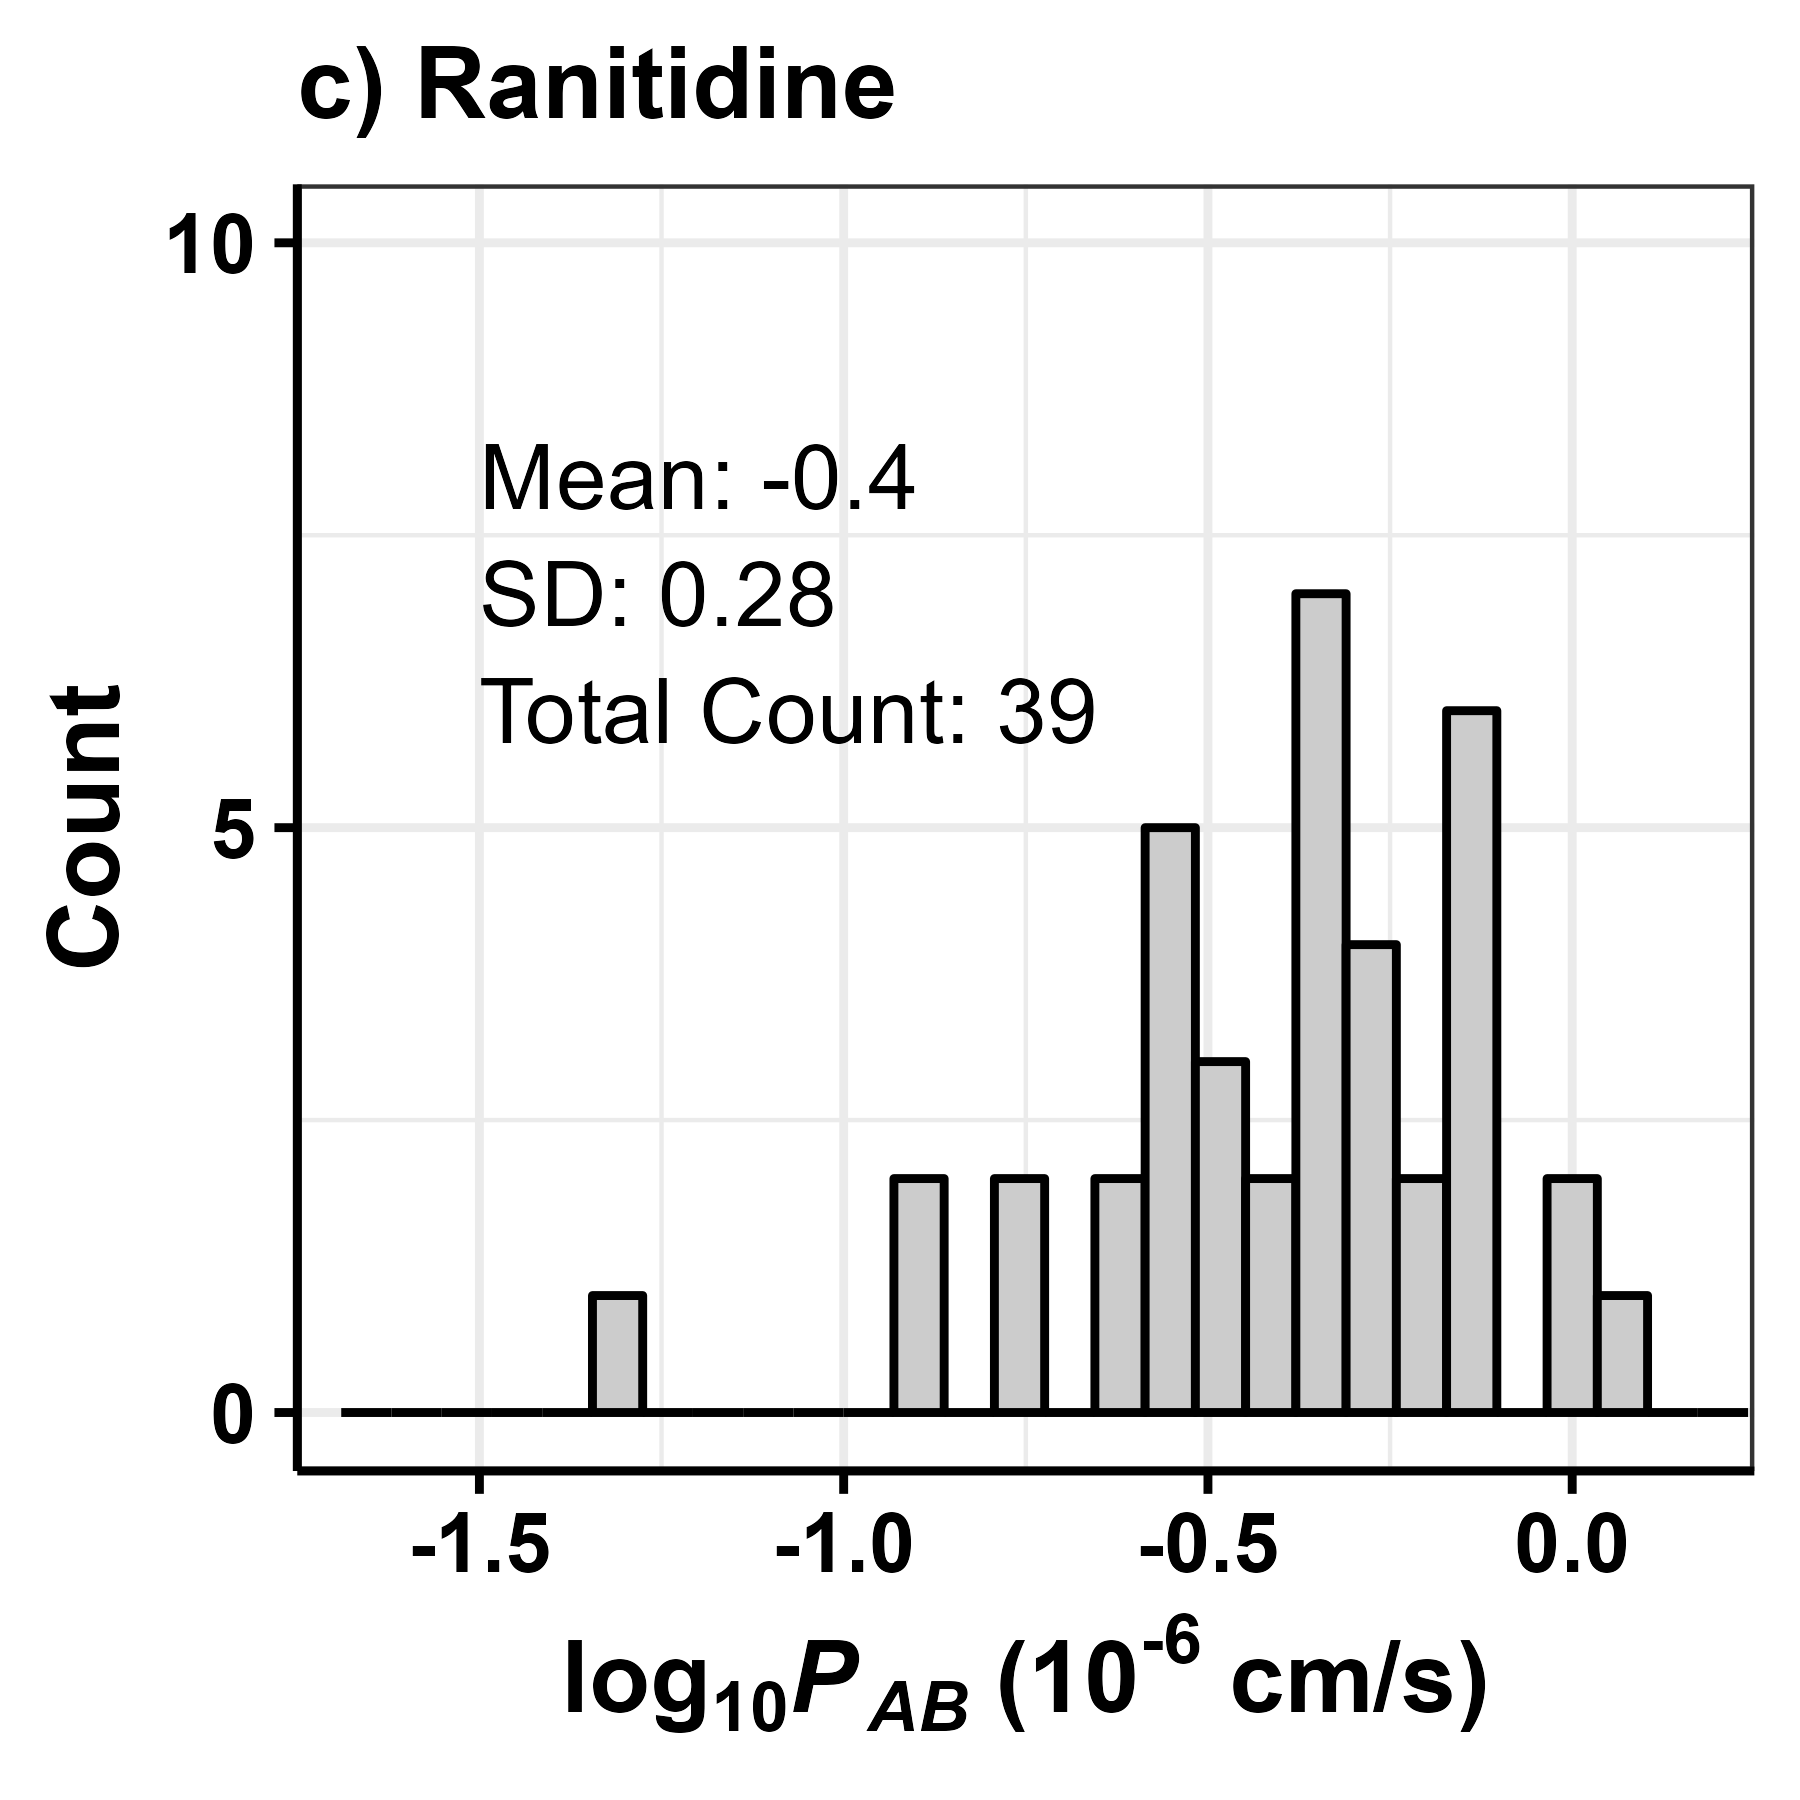 c) Ranitidine
10
5
0
Count
Mean: -0.4
SD: 0.28
Total Count: 39
-1.5 -1.0 -0.5 0.0
log₁₀P_AB (10⁻⁶ cm/s)